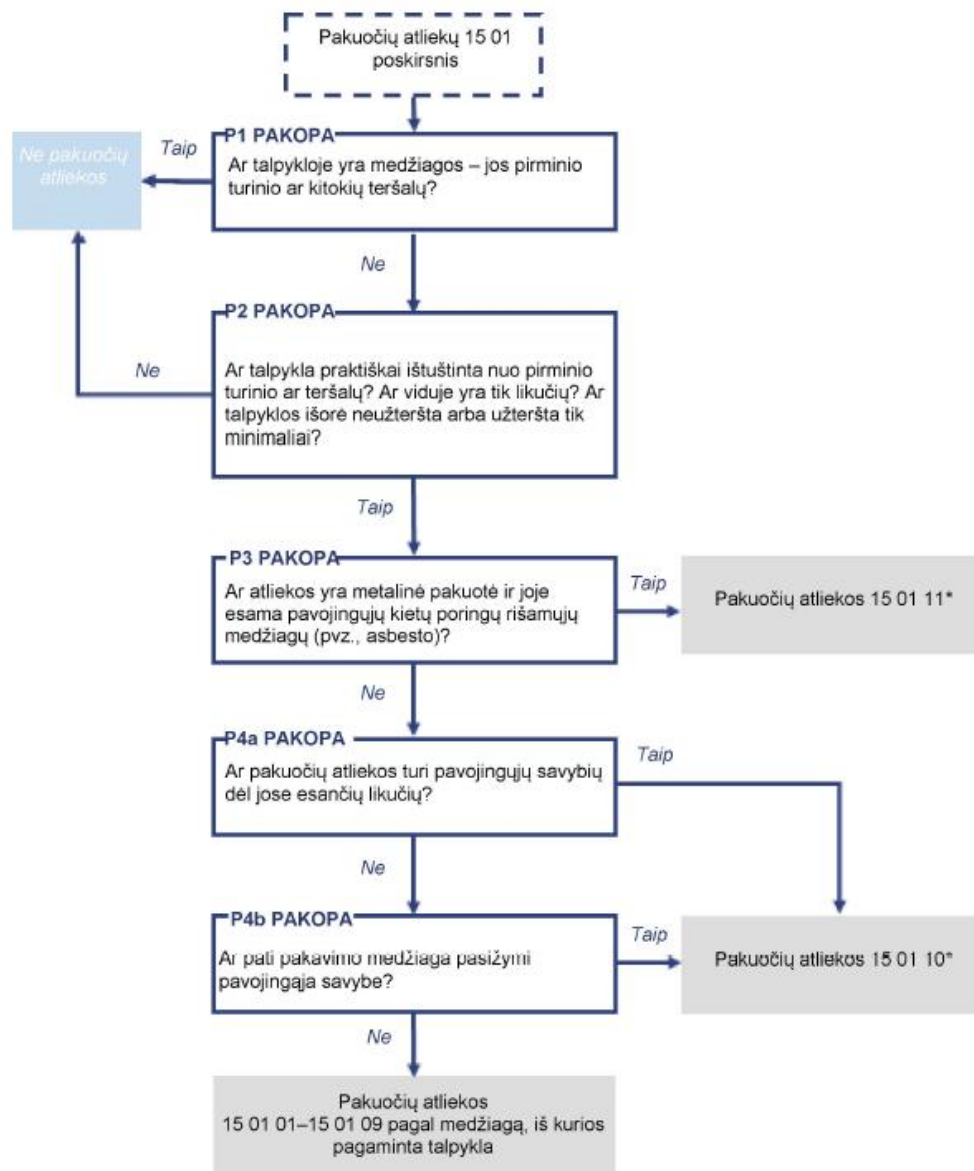 Pakuočių atliekų 15 01
poskirsnis
P1 PAKOPA
Ne pakuočių
atliekos
Taip
Ar talpykloje yra medžiagos – jos pirminio
turinio ar kitokių teršalų?
Ne
P2 PAKOPA
Ne
Ar talpykla praktiškai ištuštinta nuo pirminio
turinio ar teršalų? Ar viduje yra tik likučių? Ar
talpyklos išorė neužteršta arba užteršta tik
minimaliai?
Taip
P3 PAKOPA
Ar atliekos yra metalinė pakuotė ir joje
esama pavojingųjų kietų poringų rišamųjų
medžiagų (pvz., asbesto)?
Taip
Pakuočių atliekos 15 01 11*
Ne
P4a PAKOPA
Ar pakuočių atliekos turi pavojingųjų savybių
dėl jose esančių likučių?
Taip
Ne
P4b PAKOPA
Ar pati pakavimo medžiaga pasižymi
pavojingąja savybe?
Taip
Pakuočių atliekos 15 01 10*
Ne
Pakuočių atliekos
15 01 01–15 01 09 pagal medžiagą, iš kurios
pagaminta talpykla